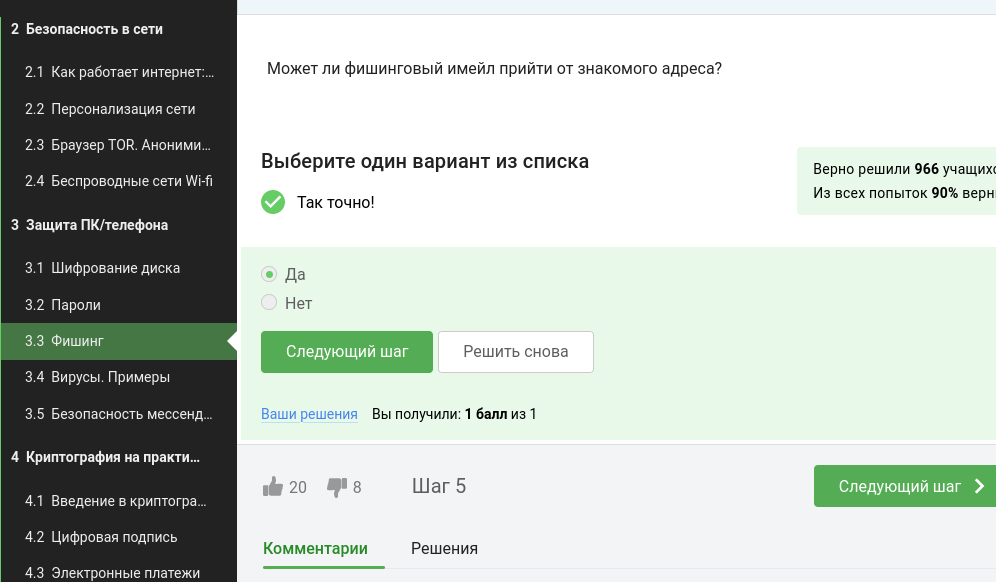 2 Безопасность в сети
2.1 Как работает интернет:...
2.2 Персонализация сети
2.3 Браузер TOR. Аноними...
2.4 Беспроводные сети Wi-fi
3 Защита ПК/телефона
3.1 Шифрование диска
3.2 Пароли
3.3 Фишинг
3.4 Вирусы. Примеры
3.5 Безопасность мессенд...
4 Криптография на практи...
4.1 Введение в криптогра...
4.2 Цифровая подпись
4.3 Электронные платежи
Может ли фишинговый имейл прийти от знакомого адреса?
Выберите один вариант из списка
Так точно!
Верно решили 966 учащихс
Из всех попыток 90% верн
Да
Нет
Следующий шаг Решить снова
Ваши решения Вы получили: 1 балл из 1
20 8 Шаг 5 Следующий шаг
Комментарии Решения